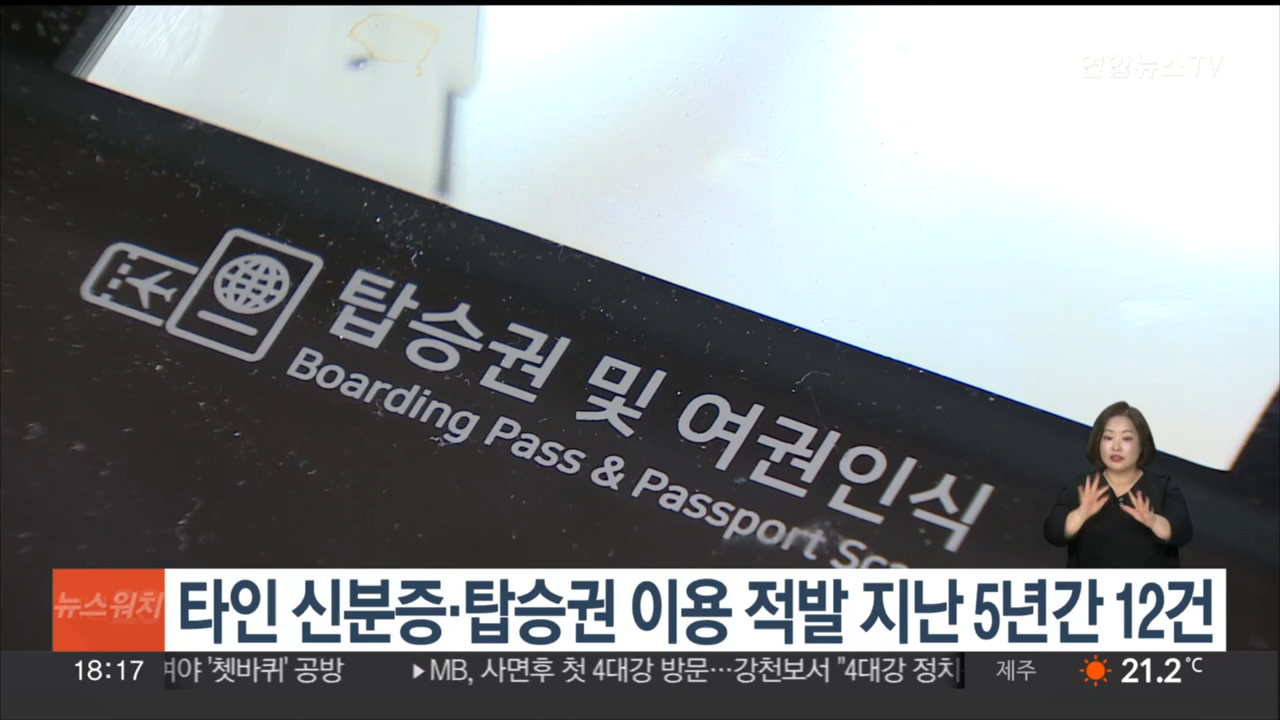 연합뉴스TV
탑승권 및 여권인식
Boarding Pass & Passport
뉴스워치
타인 신분증·탑승권 이용 적발 지난 5년간 12건
18:17
'쳇바퀴' 공방 ▶MB, 사면후 첫 4대강 방문…강천보서 "4대강 정치
제주 21.2℃